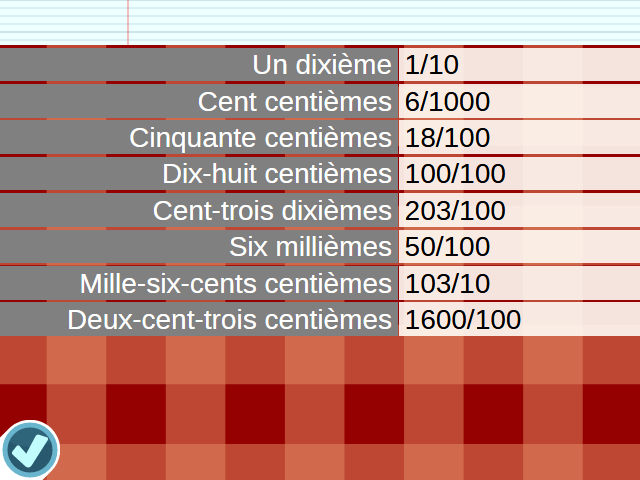 Un dixième 1/10
Cent centièmes 6/1000
Cinquante centièmes 18/100
Dix-huit centièmes 100/100
Cent-trois dixièmes 203/100
Six millièmes 50/100
Mille-six-cents centièmes 103/10
Deux-cent-trois centièmes 1600/100